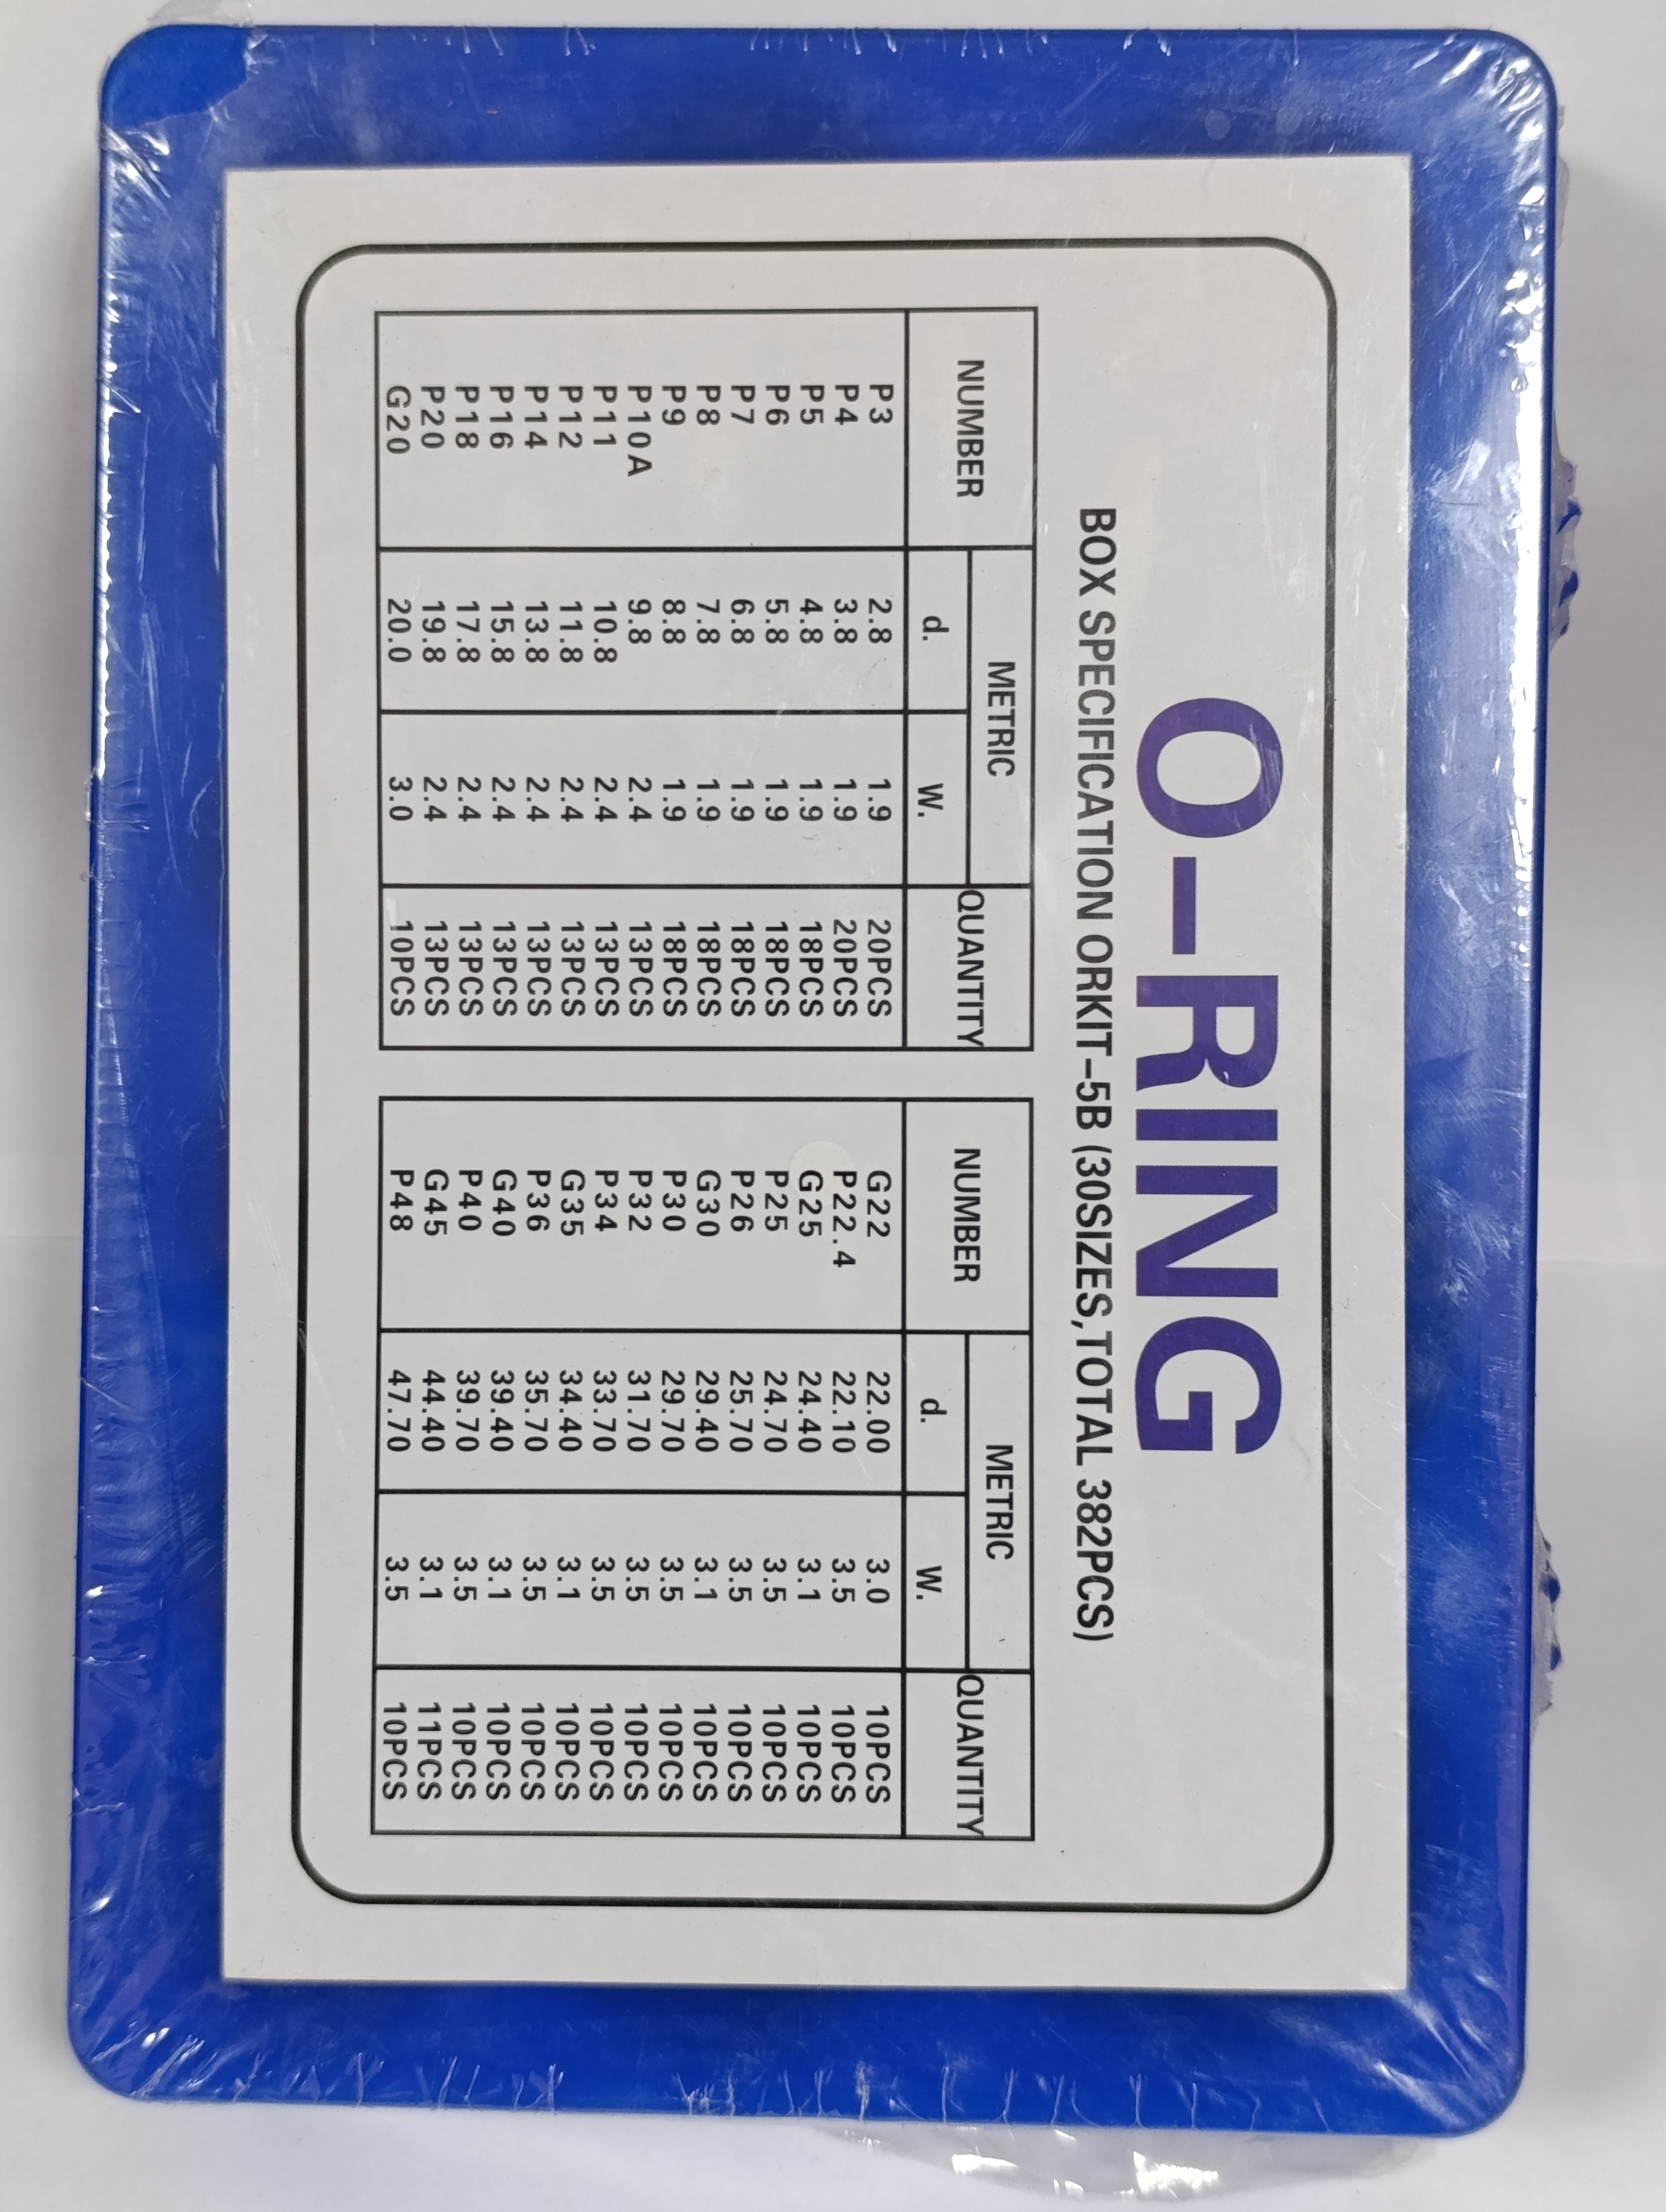 O-RING
BOX SPECIFICATION ORKIT-5B (30SIZES,TOTAL 382PCS)
NUMBER METRIC QUANTITY
d. W.
P3 2.8 1.9 20PCS
P4 3.8 1.9 20PCS
P5 4.8 1.9 18PCS
P6 5.8 1.9 18PCS
P7 6.8 1.9 18PCS
P8 7.8 1.9 18PCS
P9 8.8 1.9 18PCS
P10A 9.8 2.4 13PCS
P11 10.8 2.4 13PCS
P12 11.8 2.4 13PCS
P14 13.8 2.4 13PCS
P16 15.8 2.4 13PCS
P18 17.8 2.4 13PCS
P20 19.8 2.4 13PCS
G20 20.0 3.0 10PCS
NUMBER METRIC QUANTITY
d. W.
G22 22.00 3.0 10PCS
P22.4 22.10 3.5 10PCS
G25 24.40 3.1 10PCS
P25 24.70 3.5 10PCS
P26 25.70 3.5 10PCS
G30 29.40 3.1 10PCS
P30 29.70 3.5 10PCS
P32 31.70 3.5 10PCS
P34 33.70 3.5 10PCS
G35 34.40 3.1 10PCS
P36 35.70 3.5 10PCS
G40 39.40 3.1 10PCS
P40 39.70 3.5 10PCS
G45 44.40 3.1 11PCS
P48 47.70 3.5 10PCS